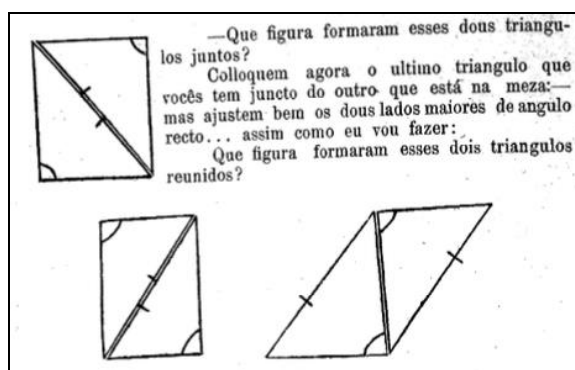 —Que figura formaram esses dous triangu-
los juntos?
Colloquem agora o ultimo triangulo que
vocês tem juncto do outro que está na meza:—
mas ajustem bem os dous lados maiores de angulo
recto... assim como eu vou fazer:
Que figura formaram esses dois triangulos
reunidos?